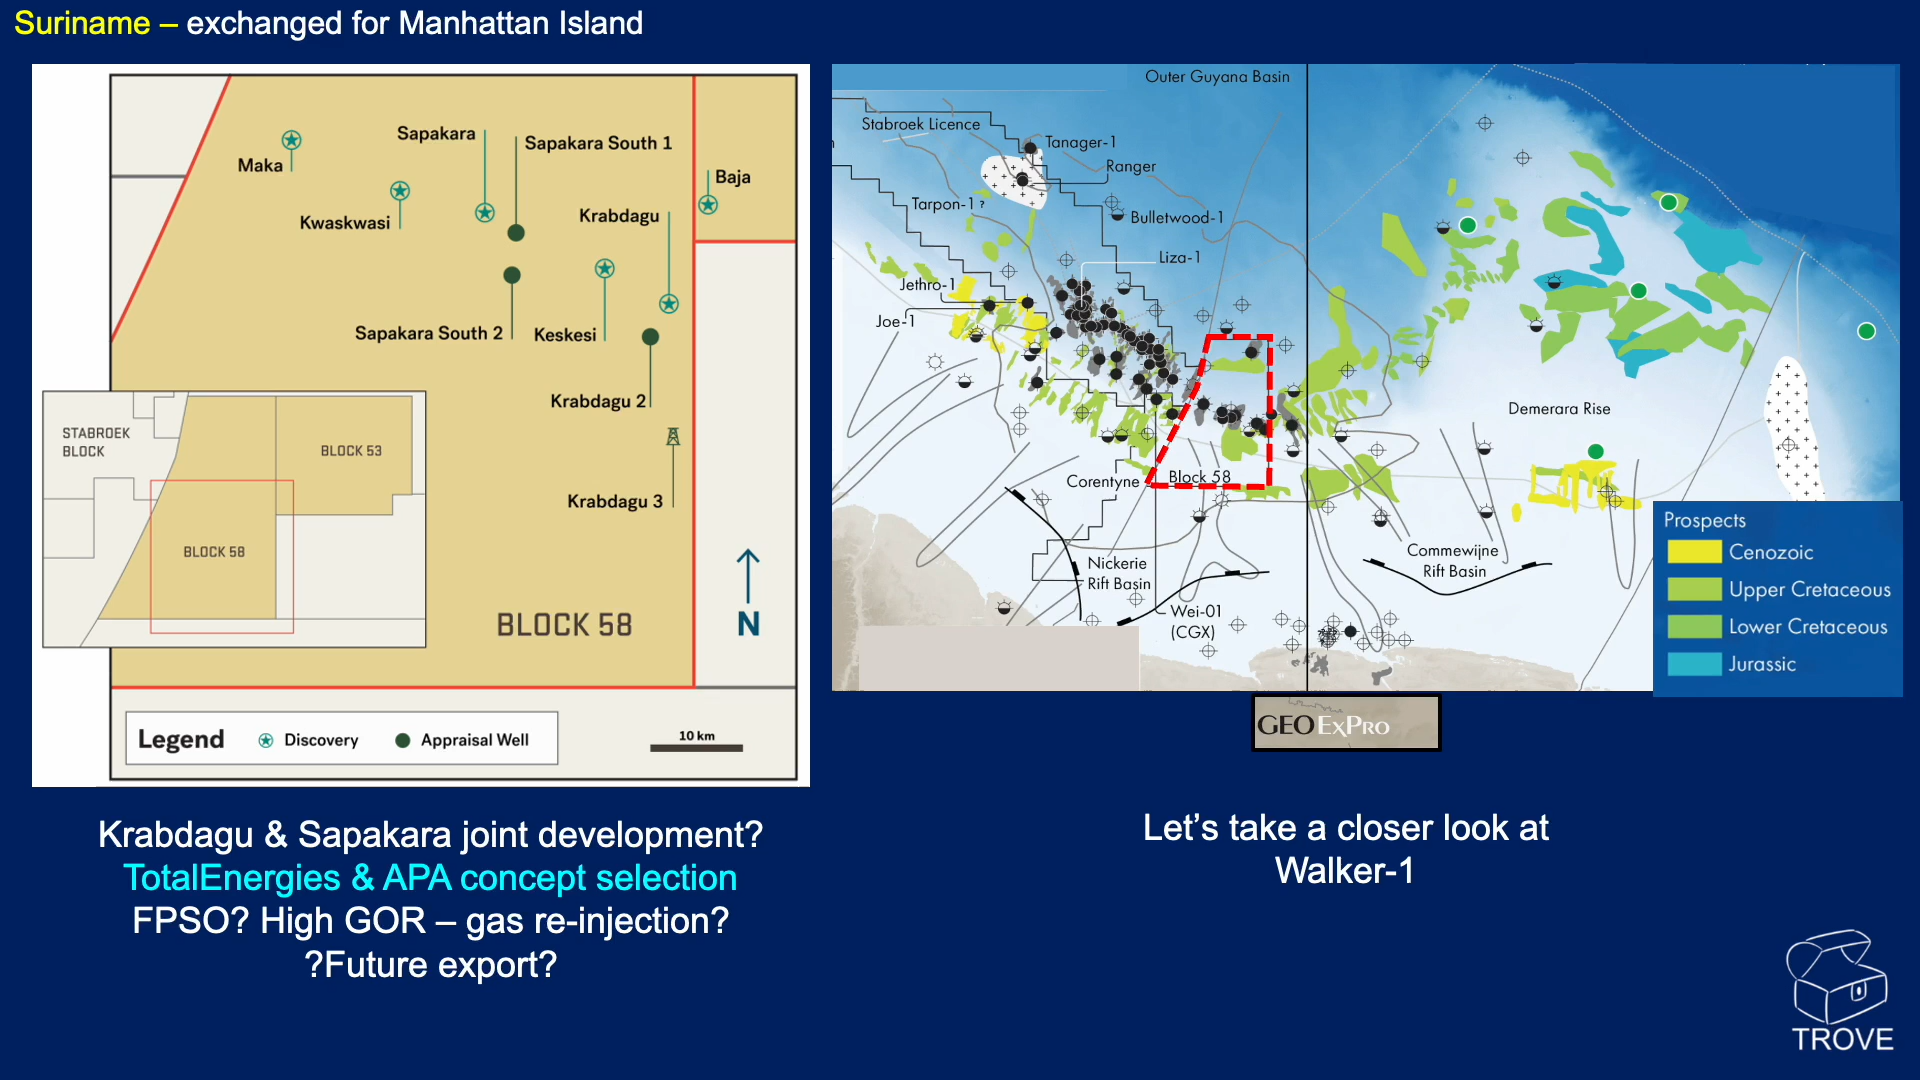 Suriname – exchanged for Manhattan Island
Maka
Sapakara
Sapakara South 1
Baja
Kwaskwasi
Krabdagu
Sapakara South 2
Keskesi
Krabdagu 2
Krabdagu 3
STABROEK
BLOCK
BLOCK 53
BLOCK 58
BLOCK 58
N
Legend
Discovery
Appraisal Well
10 km
Outer Guyana Basin
Stabroek Licence
Tanager-1
Ranger
Tarpon-1 ?
Bulletwood-1
Liza-1
Jethro-1
Joe-1
Demerara Rise
Corentyne
Block 58
Nickerie
Rift Basin
Commewijne
Rift Basin
Wei-01
(CGX)
Prospects
Cenozoic
Upper Cretaceous
Lower Cretaceous
Jurassic
GEO EXPRO
Krabdagu & Sapakara joint development?
TotalEnergies & APA concept selection
FPSO? High GOR – gas re-injection?
?Future export?
Let’s take a closer look at
Walker-1
TROVE